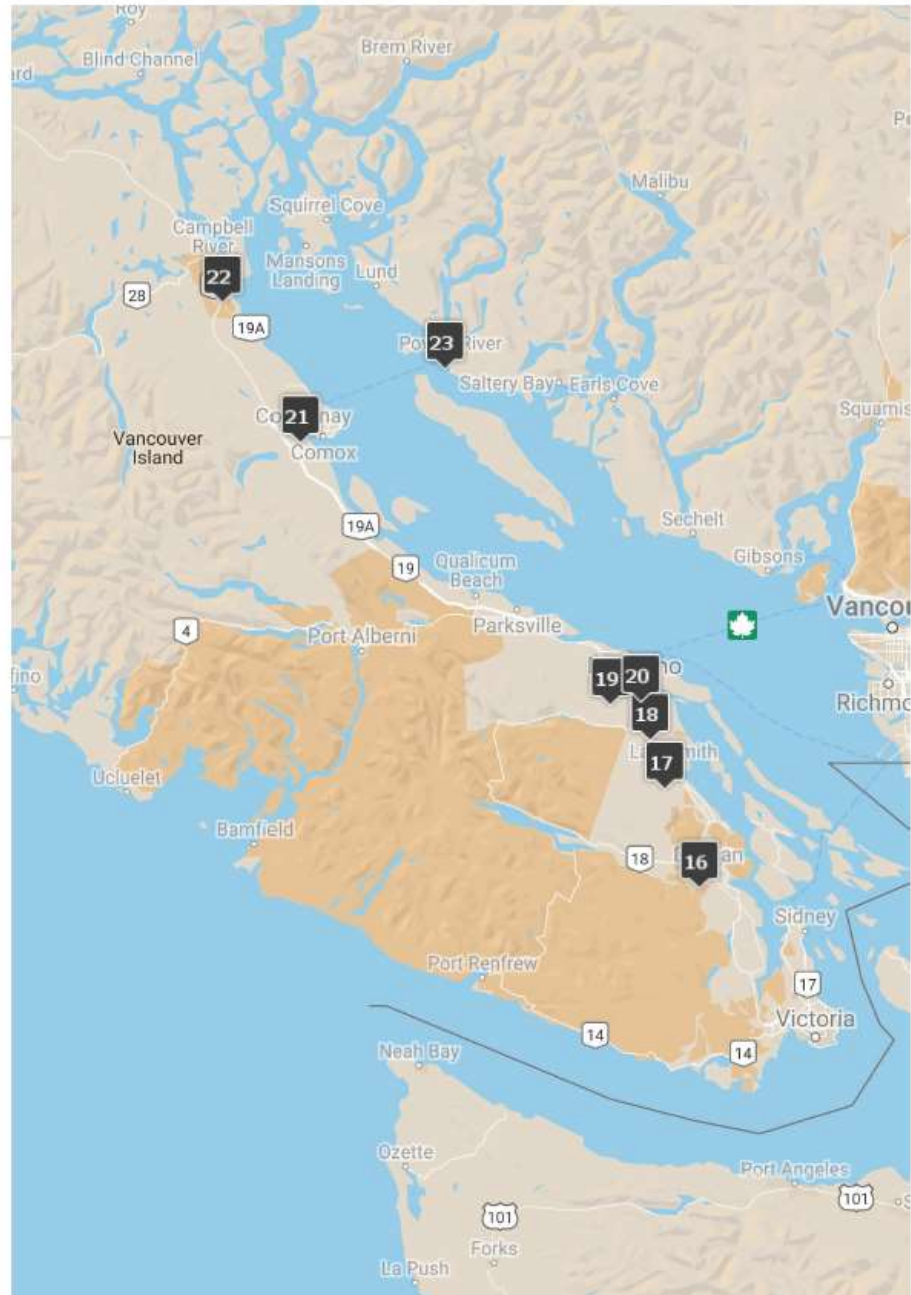 Roy
Brem River
Blind Channel
ard
Malibu
Squirrel Cove
Campbell
River
Mansons
Landing
Lund
22
28
19A
23
River
Saltery Bay
Earls Cove
Squamis
21
Vancouver
Island
Comox
19A
Sechelt
Qualicum
Beach
19
Gibsons
Vancou
4
Parksville
Port Alberni
fino
19
20
Richmo
18
17
Ucluelet
Bamfield
18
16
Sidney
Port Renfrew
17
Victoria
14
14
Neah Bay
Ozette
Port Angeles
101
101
Forks
La Push